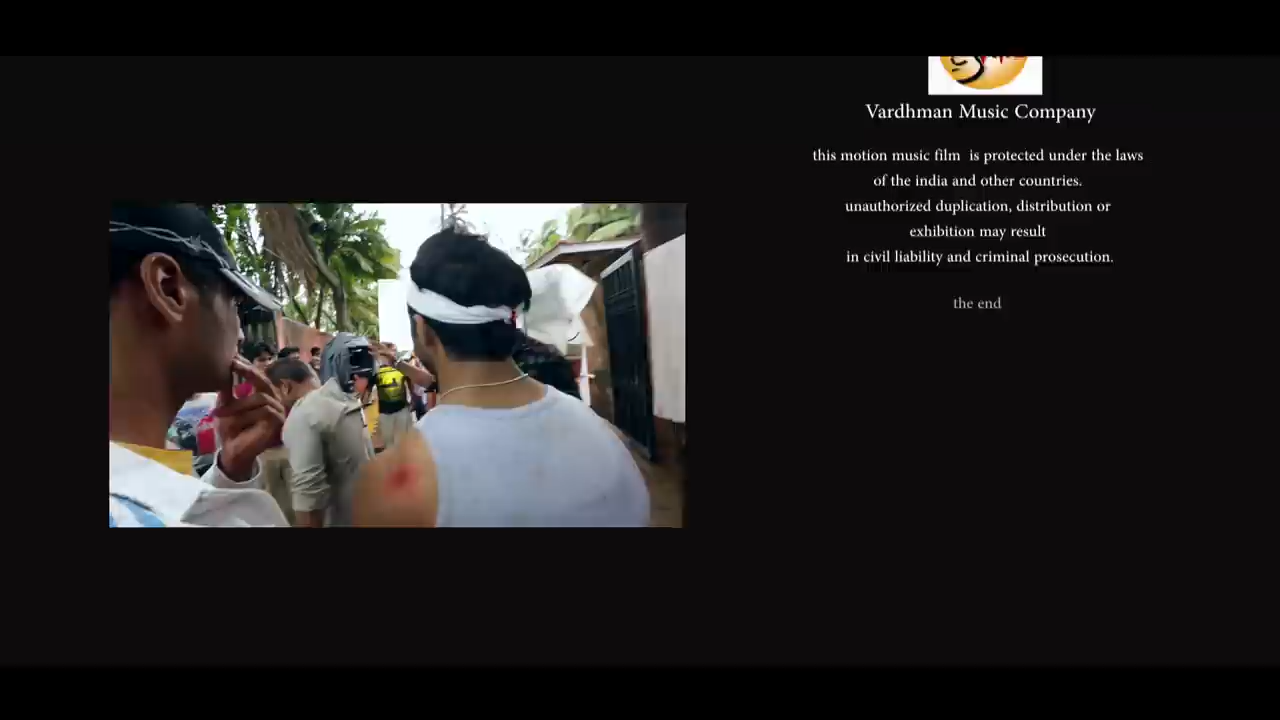 Vardhman Music Company
this motion music film is protected under the laws
of the india and other countries.
unauthorized duplication, distribution or
exhibition may result
in civil liability and criminal prosecution.
the end